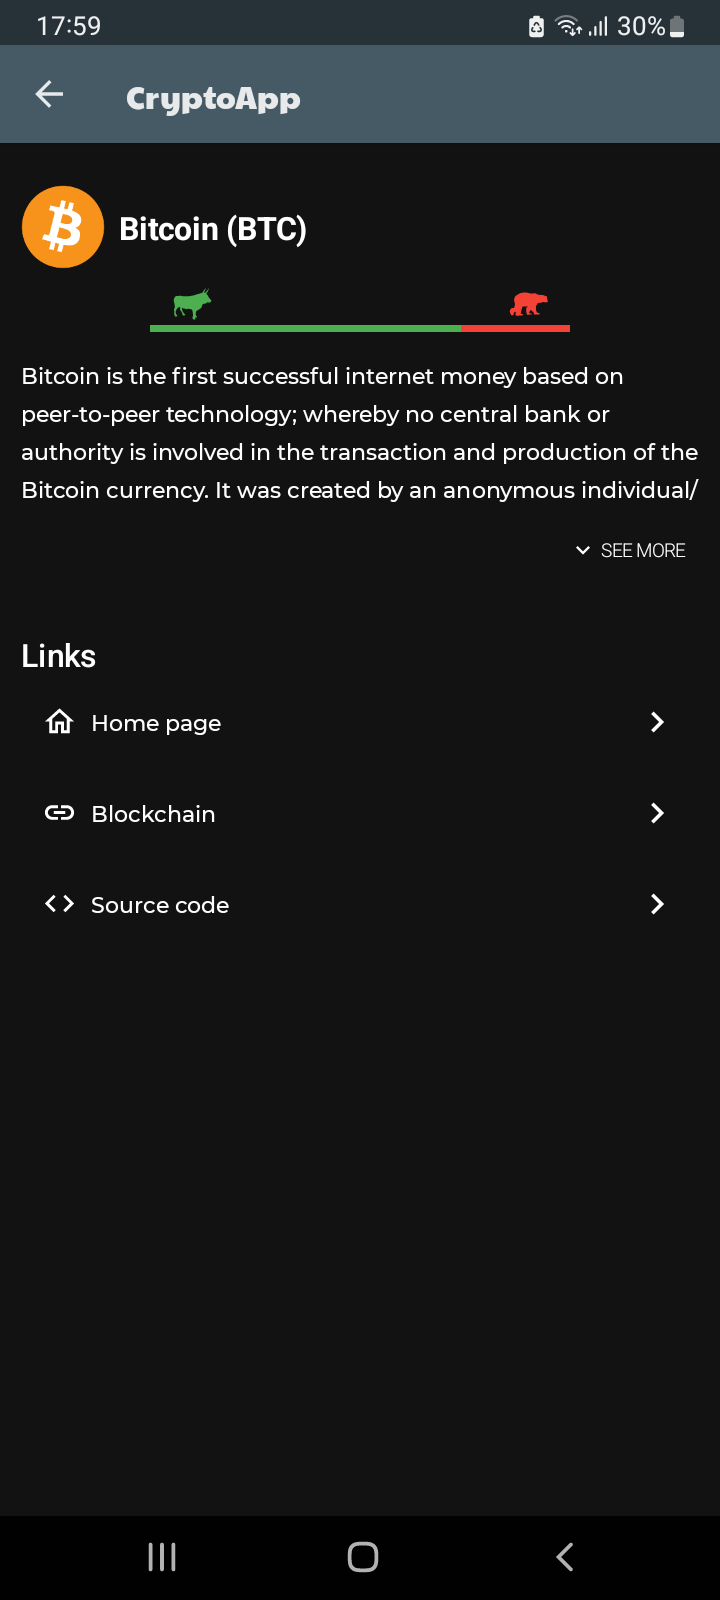 17:59
30%
CryptoApp
Bitcoin (BTC)
Bitcoin is the first successful internet money based on
peer-to-peer technology; whereby no central bank or
authority is involved in the transaction and production of the
Bitcoin currency. It was created by an anonymous individual/
SEE MORE
Links
Home page
Blockchain
Source code